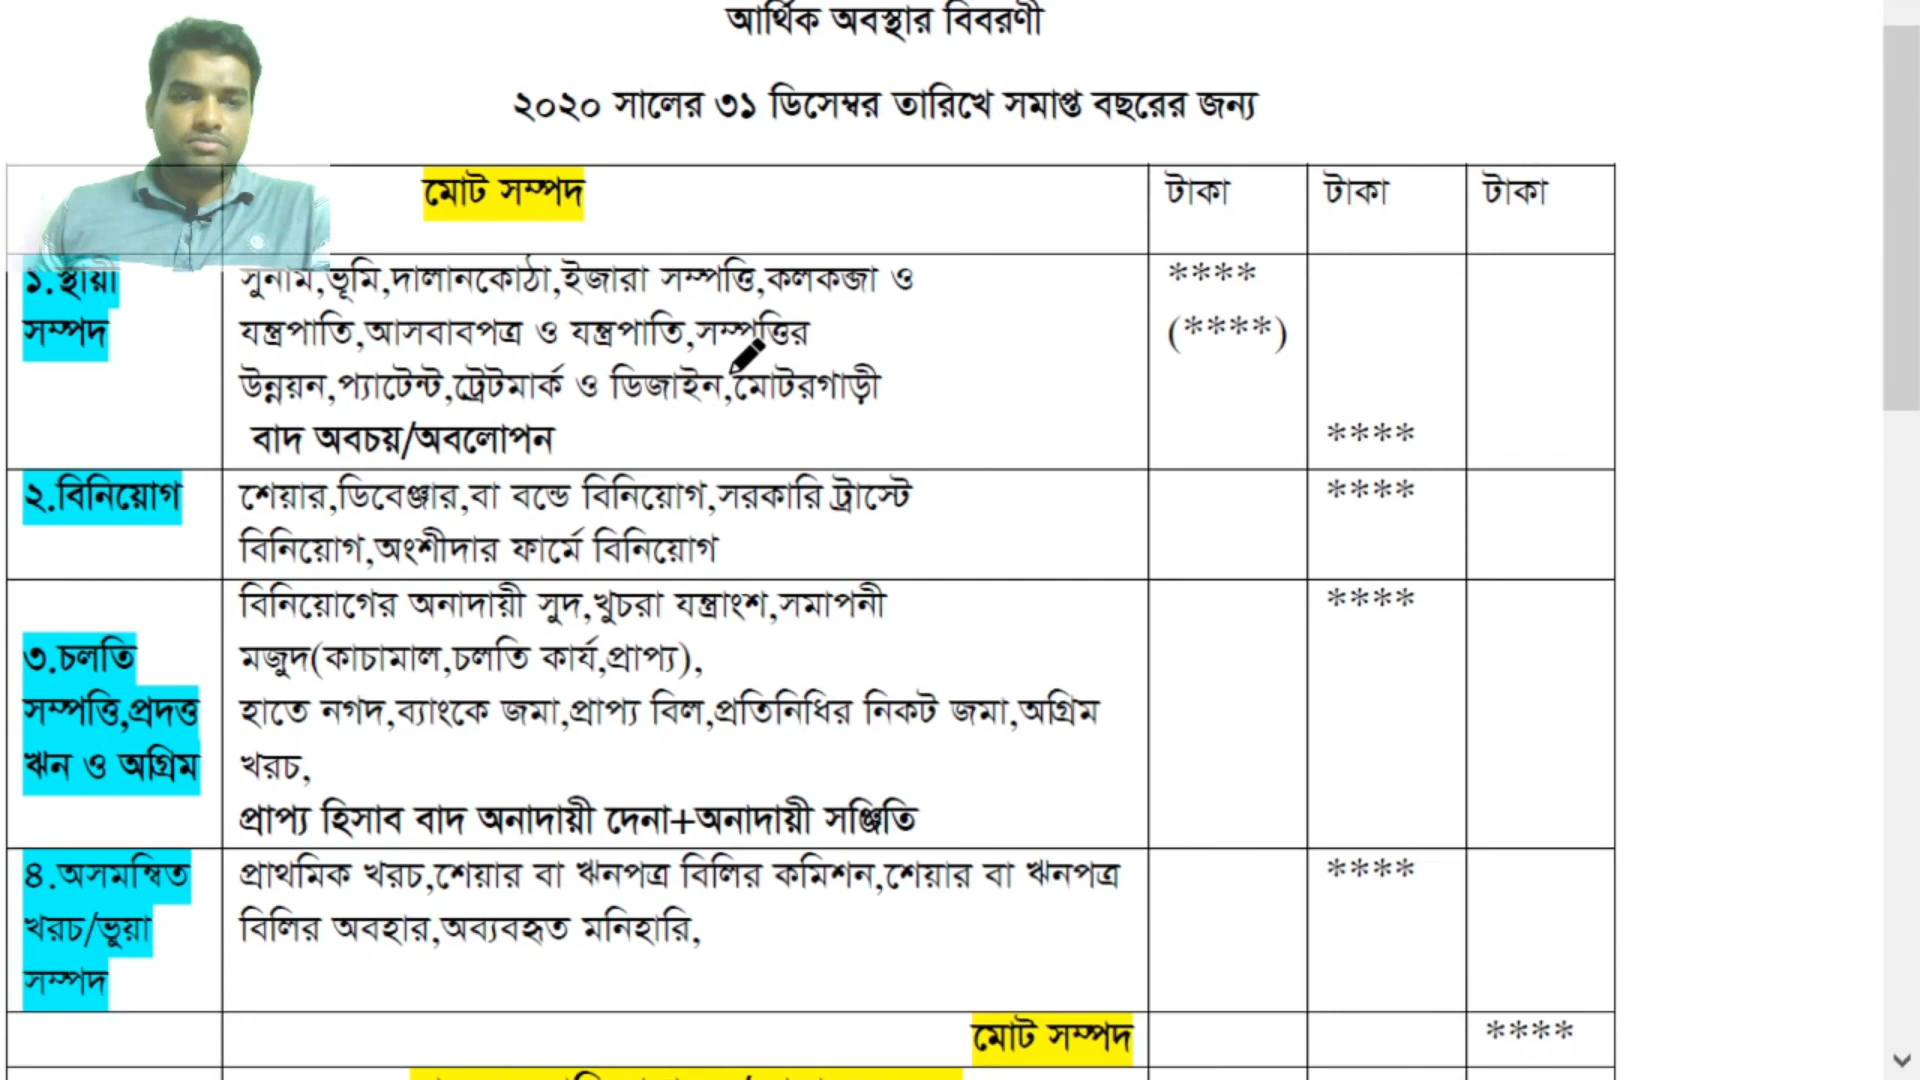 আর্থিক অবস্থার বিবরণী
২০২০ সালের ৩১ ডিসেম্বর তারিখে সমাপ্ত বছরের জন্য
মোট সম্পদ টাকা টাকা টাকা
১.স্থায়ী সম্পদ
সুনাম,ভূমি,দালানকোঠা,ইজারা সম্পত্তি,কলকব্জা ও
যন্ত্রপাতি,আসবাবপত্র ও যন্ত্রপাতি,সম্পত্তির
উন্নয়ন,প্যাটেন্ট,ট্রেটমার্ক ও ডিজাইন,মোটরগাড়ী
বাদ অবচয়/অবলোপন
****
(****)
****
২.বিনিয়োগ
শেয়ার,ডিবেঞ্জার,বা বন্ডে বিনিয়োগ,সরকারি ট্রাস্টে
বিনিয়োগ,অংশীদার ফার্মে বিনিয়োগ
****
৩.চলতি
সম্পত্তি,প্রদত্ত
ঋন ও অগ্রিম
বিনিয়োগের অনাদায়ী সুদ,খুচরা যন্ত্রাংশ,সমাপনী
মজুদ(কাচামাল,চলতি কার্য,প্রাপ্য),
হাতে নগদ,ব্যাংকে জমা,প্রাপ্য বিল,প্রতিনিধির নিকট জমা,অগ্রিম
খরচ,
প্রাপ্য হিসাব বাদ অনাদায়ী দেনা+অনাদায়ী সঞ্জিতি
****
৪.অসমন্বিত
খরচ/ভুয়া
সম্পদ
প্রাথমিক খরচ,শেয়ার বা ঋনপত্র বিলির কমিশন,শেয়ার বা ঋনপত্র
বিলির অবহার,অব্যবহৃত মনিহারি,
****
মোট সম্পদ ****